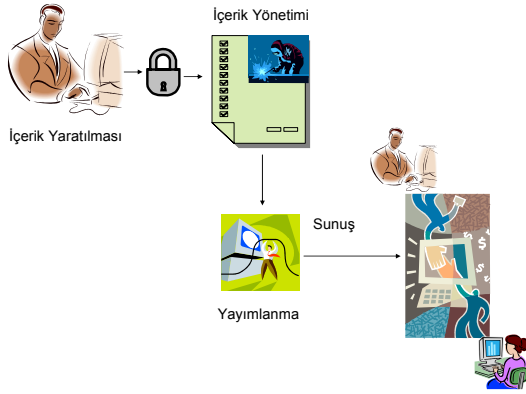 İçerik Yönetimi
İçerik Yaratılması
Sunuş
Yayımlanma